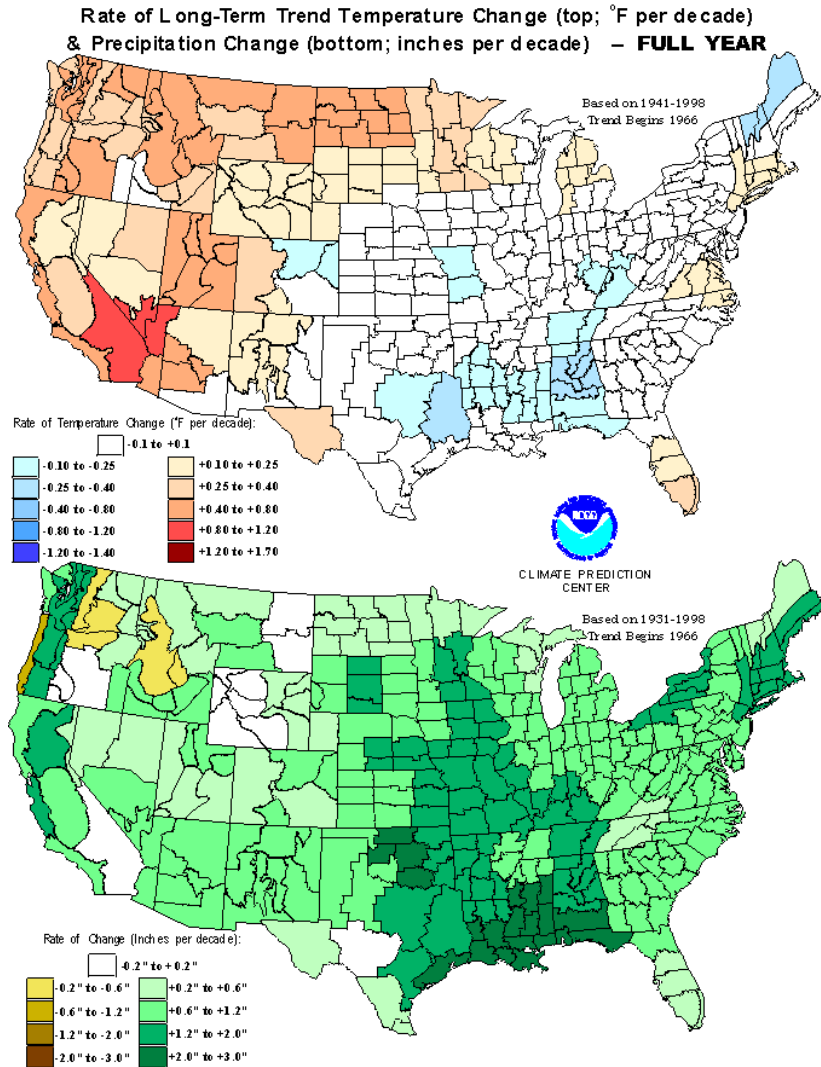 Rate of Long-Term Trend Temperature Change (top; °F per decade)
& Precipitation Change (bottom; inches per decade) – FULL YEAR
Based on 1941-1998
Trend Begins 1966
Rate of Temperature Change (°F per decade):
-0.1 to +0.1
-0.10 to -0.25
+0.10 to +0.25
-0.25 to -0.40
+0.25 to +0.40
-0.40 to -0.80
+0.40 to +0.80
-0.80 to -1.20
+0.80 to +1.20
-1.20 to -1.40
+1.20 to +1.70
CLIMATE PREDICTION
CENTER
Based on 1931-1998
Trend Begins 1966
Rate of Change (Inches per decade):
-0.2" to +0.2"
-0.2" to -0.6"
+0.2" to +0.6"
-0.6" to -1.2"
+0.6" to +1.2"
-1.2" to -2.0"
+1.2" to +2.0"
-2.0" to -3.0"
+2.0" to +3.0"